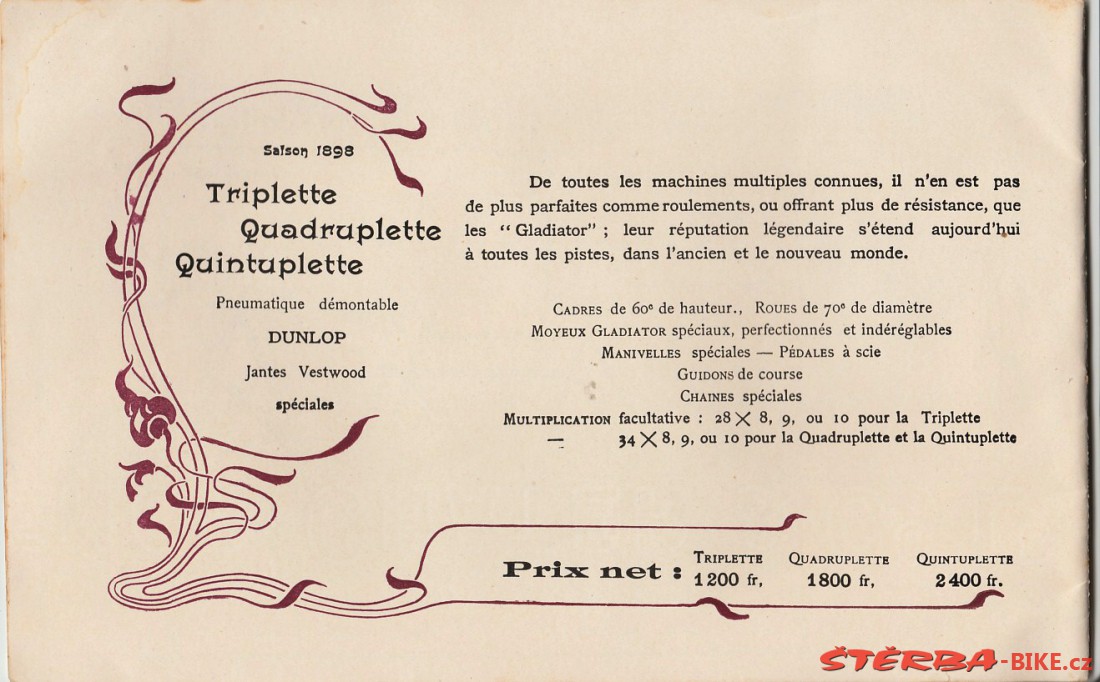 Saison 1898
Triplette
Quadruplette
Quintuplette
Pneumatique démontable
DUNLOP
Jantes Vestwood
spéciales
De toutes les machines multiples connues, il n'en est pas
de plus parfaites comme roulements, ou offrant plus de résistance, que
les "Gladiator" ; leur réputation légendaire s'étend aujourd'hui
à toutes les pistes, dans l'ancien et le nouveau monde.
CADRES de 60ᶜ de hauteur., ROUES de 70ᶜ de diamètre
MOYEUX GLADIATOR spéciaux, perfectionnés et indéréglables
MANIVELLES spéciales — PÉDALES à scie
GUIDONS de course
CHAINES spéciales
MULTIPLICATION facultative : 28 X 8, 9, ou 10 pour la Triplette
— 34 X 8, 9, ou 10 pour la Quadruplette et la Quintuplette
Prix net : TRIPLETTE QUADRUPLETTE QUINTUPLETTE
1200 fr, 1800 fr, 2400 fr.
ŠTĔRBA-BIKE.cz